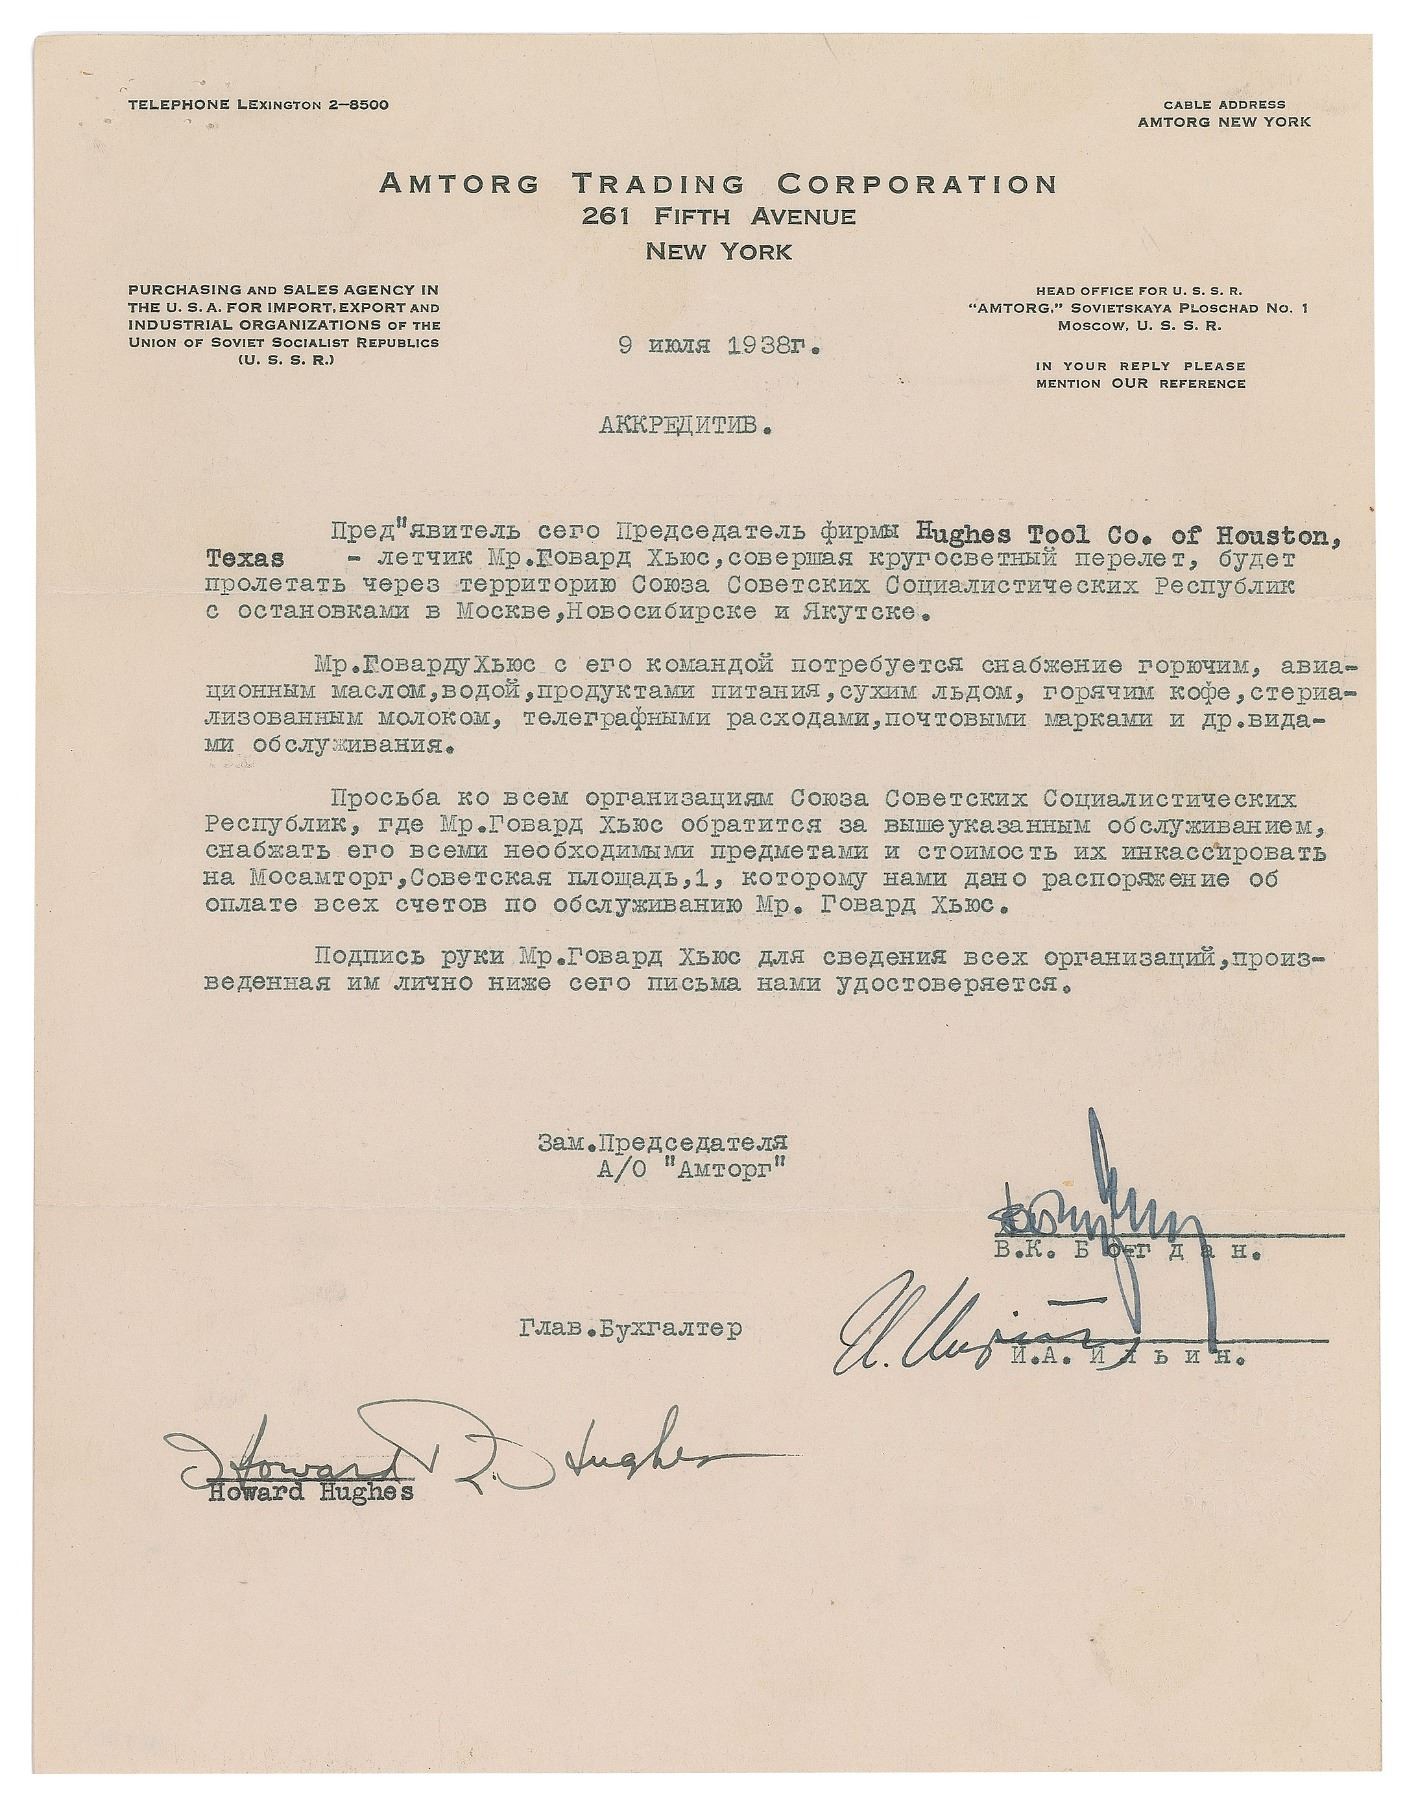 TELEPHONE LEXINGTON 2–8500
CABLE ADDRESS
AMTORG NEW YORK
AMTORG TRADING CORPORATION
261 FIFTH AVENUE
NEW YORK
PURCHASING AND SALES AGENCY IN
THE U. S. A. FOR IMPORT, EXPORT AND
INDUSTRIAL ORGANIZATIONS OF THE
UNION OF SOVIET SOCIALIST REPUBLICS
(U. S. S. R.)
HEAD OFFICE FOR U. S. S. R.
“AMTORG,” SOVIETSKAYA PLOSCHAD NO. 1
MOSCOW, U. S. S. R.
IN YOUR REPLY PLEASE
MENTION OUR REFERENCE
9 июля 1938г.
АККРЕДИТИВ.
Пред"явитель сего Председатель фирмы Hughes Tool Co. of Houston,
Texas - летчик Мр.Говард Хьюс,совершая кругосветный перелет, будет
пролетать через территорию Союза Советских Социалистических Республик
с остановками в Москве,Новосибирске и Якутске.
Мр.ГовардуХьюс с его командой потребуется снабжение горючим, авиа-
ционным маслом,водой,продуктами питания,сухим льдом, горячим кофе,стериа-
лизованным молоком, телеграфными расходами,почтовыми марками и др.вида-
ми обслуживания.
Просьба ко всем организациям Союза Советских Социалистических
Республик, где Мр.Говард Хьюс обратится за вышеуказанным обслуживанием,
снабжать его всеми необходимыми предметами и стоимость их инкассировать
на Мосамторг,Советская площадь,1, которому нами дано распоряжение об
оплате всех счетов по обслуживанию Мр. Говард Хьюс.
Подпись руки Мр.Говард Хьюс для сведения всех организаций,произ-
веденная им лично ниже сего письма нами удостоверяется.
Зам.Председателя
А/О "Амторг"
В.К. Богдан.
Глав.Бухгалтер
И.А. Ильин.
Howard R. Hughes
Howard Hughes